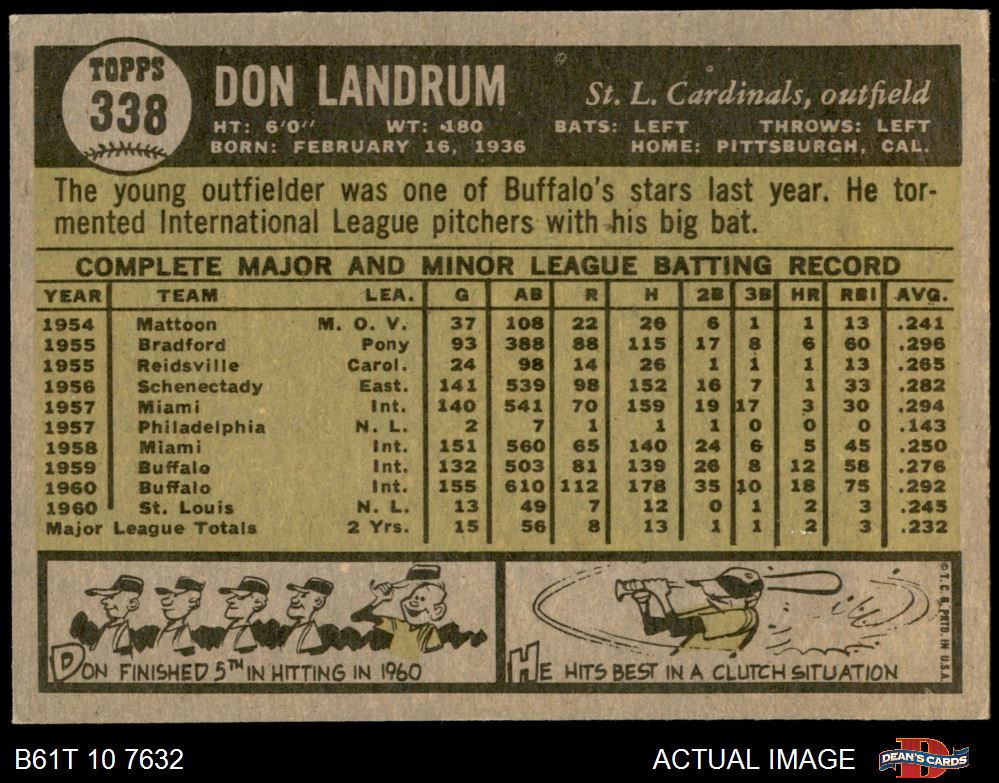 TOPPS
338
DON LANDRUM
St. L. Cardinals, outfield
HT: 6'0" WT: 180 BATS: LEFT THROWS: LEFT
BORN: FEBRUARY 16, 1936 HOME: PITTSBURGH, CAL.
The young outfielder was one of Buffalo's stars last year. He tor-
mented International League pitchers with his big bat.
COMPLETE MAJOR AND MINOR LEAGUE BATTING RECORD
YEAR TEAM LEA. G AB R H 2B 3B HR RBI AVG.
1954 Mattoon M. O. V. 37 108 22 26 6 1 1 13 .241
1955 Bradford Pony 93 388 88 115 17 8 6 60 .296
1955 Reidsville Carol. 24 98 14 26 1 1 1 13 .265
1956 Schenectady East. 141 539 98 152 16 7 1 33 .282
1957 Miami Int. 140 541 70 159 19 17 3 30 .294
1957 Philadelphia N. L. 2 7 1 1 1 0 0 0 .143
1958 Miami Int. 151 560 65 140 24 6 5 45 .250
1959 Buffalo Int. 132 503 81 139 26 8 12 58 .276
1960 Buffalo Int. 155 610 112 178 35 10 18 75 .292
1960 St. Louis N. L. 13 49 7 12 0 1 2 3 .245
Major League Totals 2 Yrs. 15 56 8 13 1 1 2 3 .232
DON FINISHED 5TH IN HITTING IN 1960
HE HITS BEST IN A CLUTCH SITUATION
© T. C. G. PRTD. IN U.S.A.
B61T 10 7632
ACTUAL IMAGE
DEAN'S CARDS